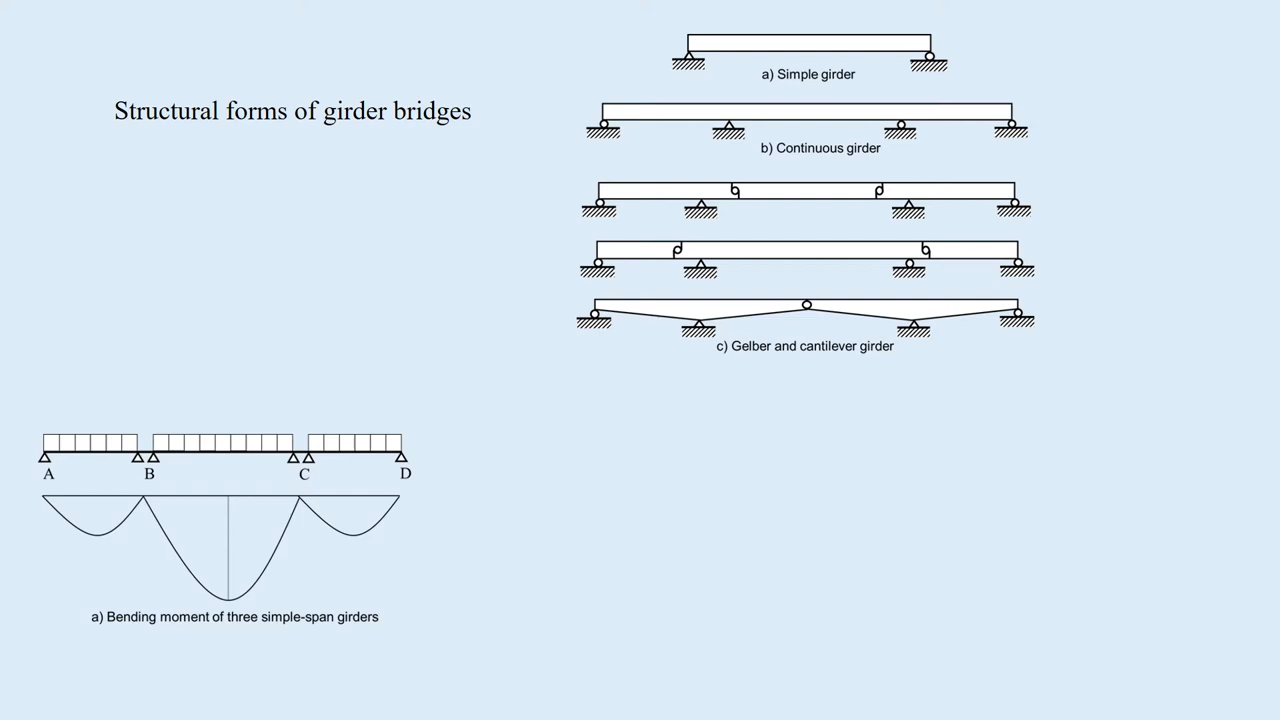 Structural forms of girder bridges
a) Simple girder
b) Continuous girder
c) Gelber and cantilever girder
A B C D
a) Bending moment of three simple-span girders